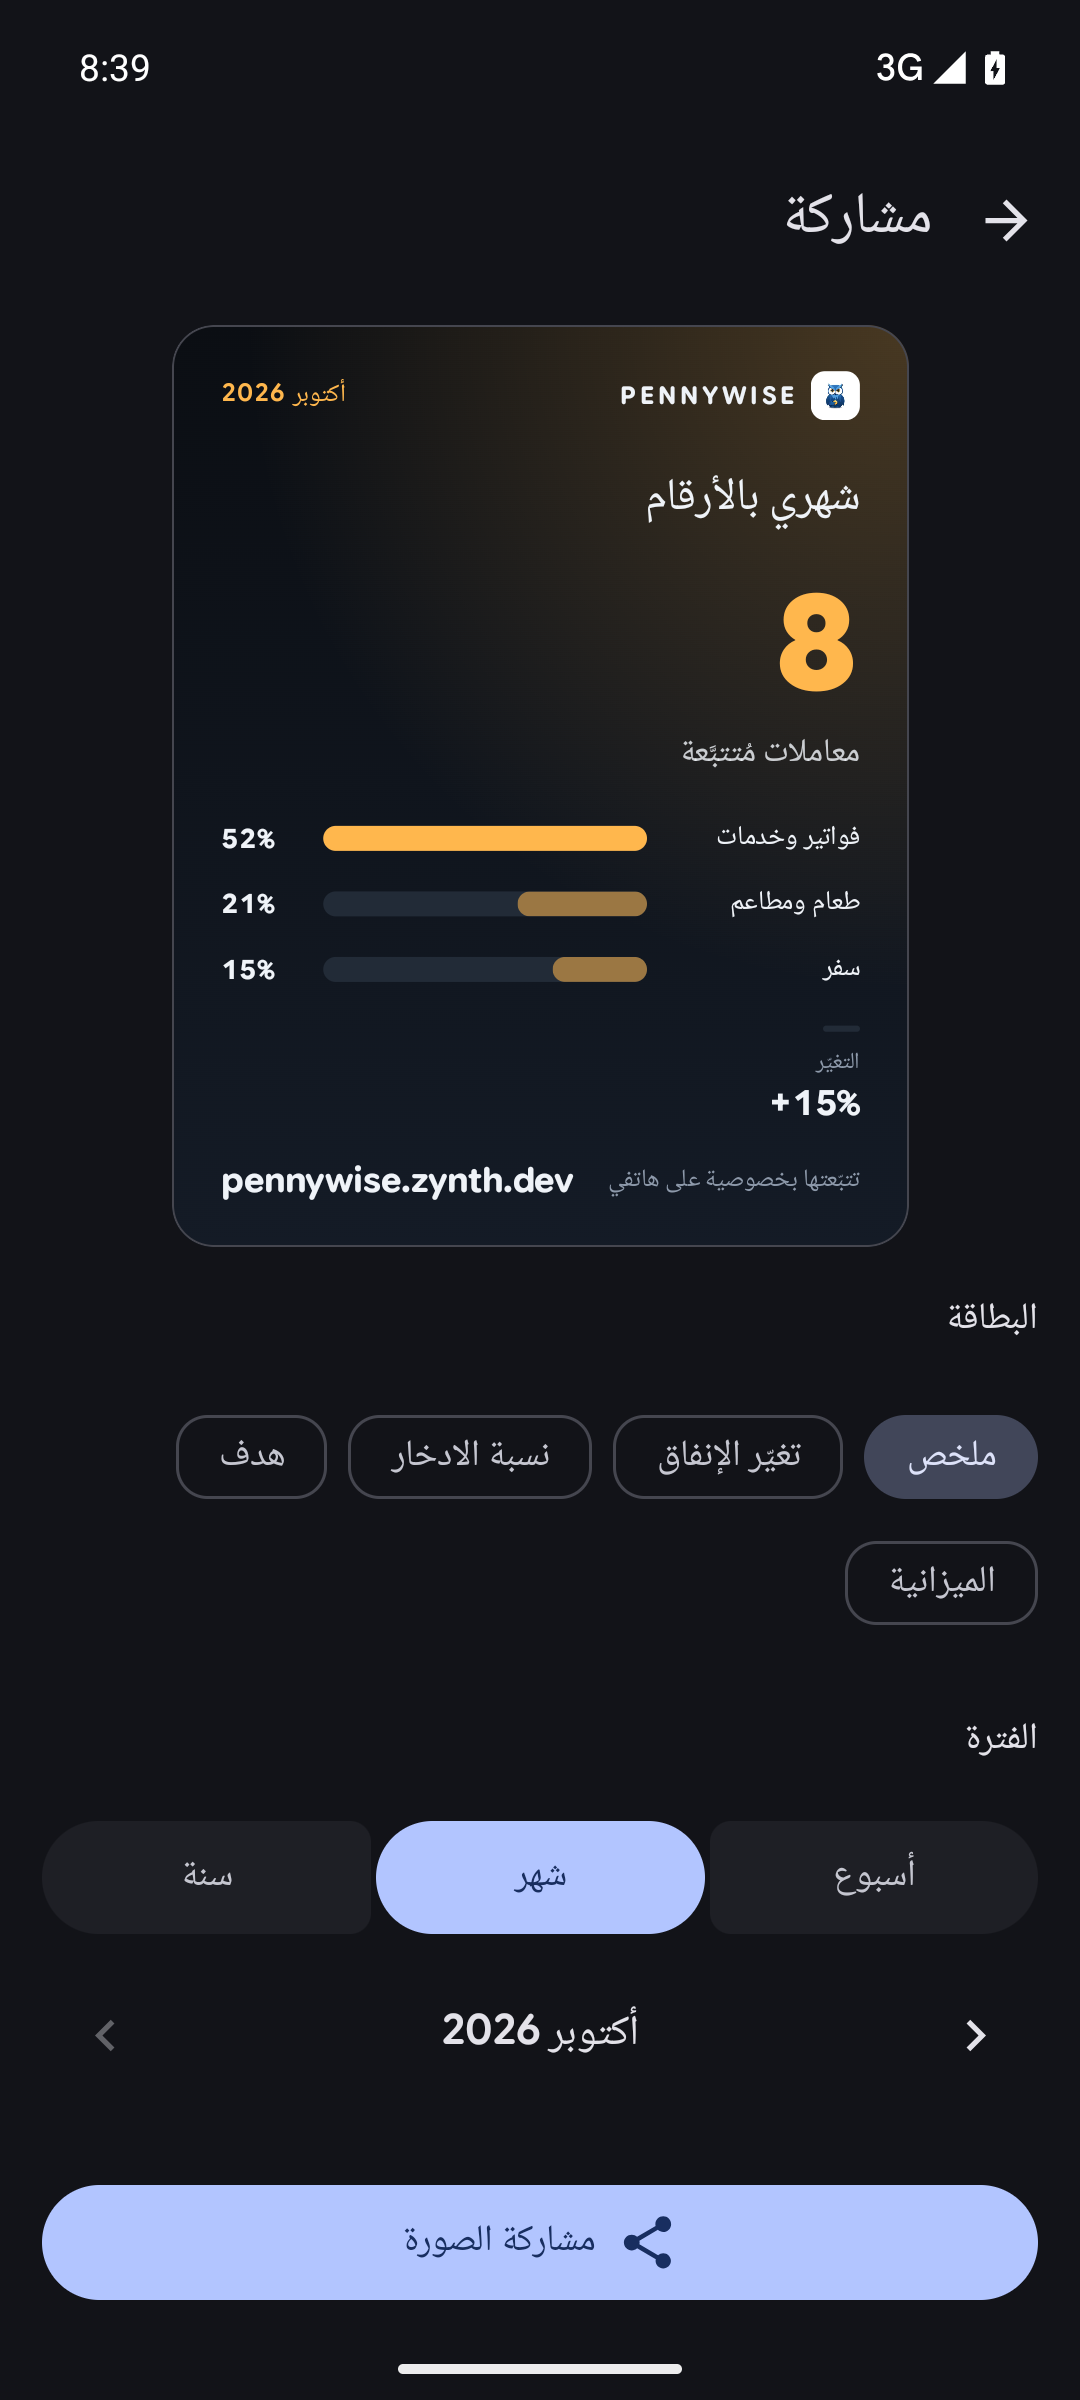 8:39
3G
مشاركة
PENNYWISE
أكتوبر 2026
شهري بالأرقام
8
معاملات مُتتبَّعة
فواتير وخدمات 52%
طعام ومطاعم 21%
سفر 15%
التغيّر
+15%
تتبّعتها بخصوصية على هاتفي pennywise.zynth.dev
البطاقة
ملخص تغيّر الإنفاق نسبة الادخار هدف
الميزانية
الفترة
أسبوع شهر سنة
أكتوبر 2026
مشاركة الصورة